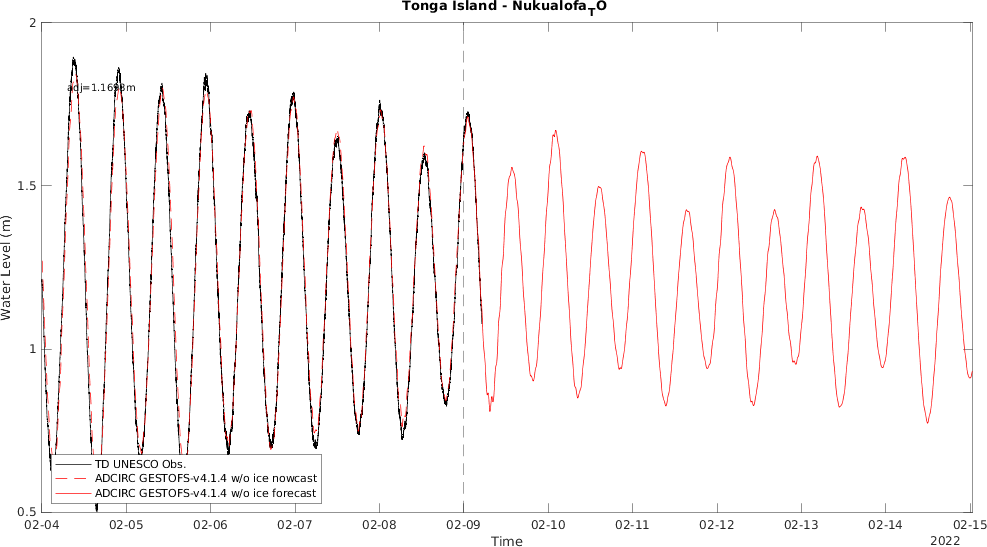 Tonga Island - NukualofaTO
2
adj=1.1693m
1.5
Water Level (m)
1
TD UNESCO Obs.
ADCIRC GESTOFS-v4.1.4 w/o ice nowcast
ADCIRC GESTOFS-v4.1.4 w/o ice forecast
0.5
02-04 02-05 02-06 02-07 02-08 02-09 02-10 02-11 02-12 02-13 02-14 02-15
Time
2022